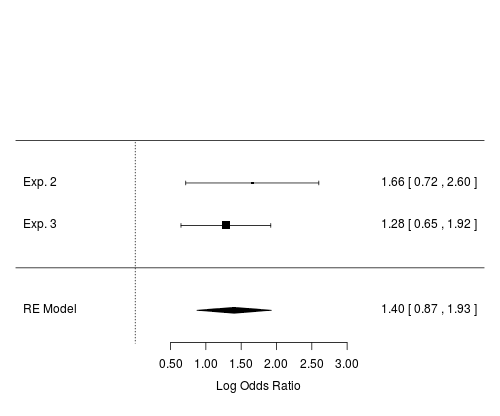 Exp. 2 1.66 [ 0.72 , 2.60 ]
Exp. 3 1.28 [ 0.65 , 1.92 ]
RE Model 1.40 [ 0.87 , 1.93 ]
0.50 1.00 1.50 2.00 2.50 3.00
Log Odds Ratio